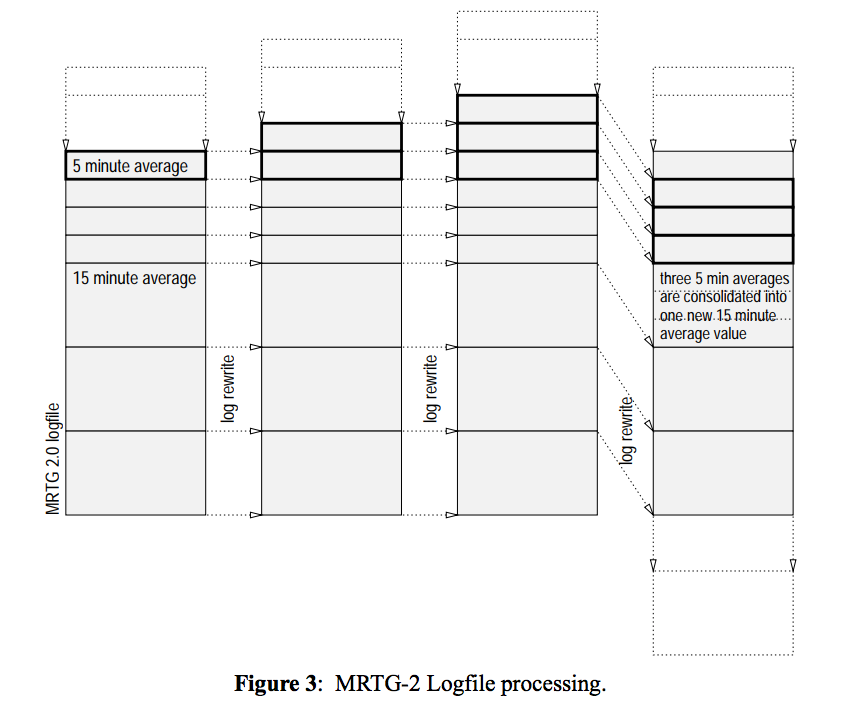 5 minute average
15 minute average
three 5 min averages
are consolidated into
one new 15 minute
average value
log rewrite
log rewrite
log rewrite
MRTG 2.0 logfile
Figure 3: MRTG-2 Logfile processing.